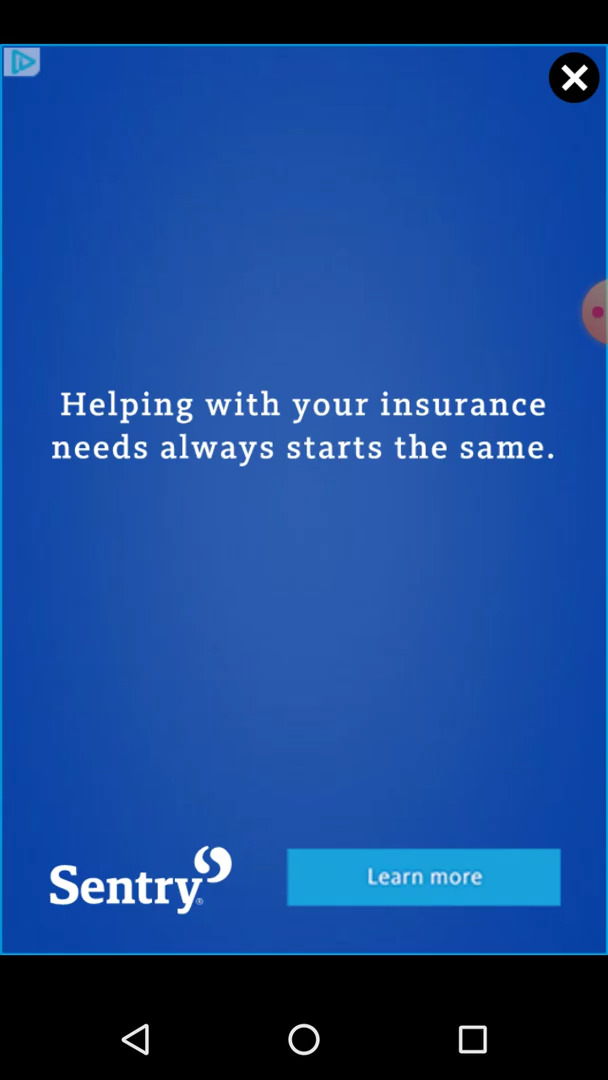 Helping with your insurance
needs always starts the same.
Sentry®
Learn more